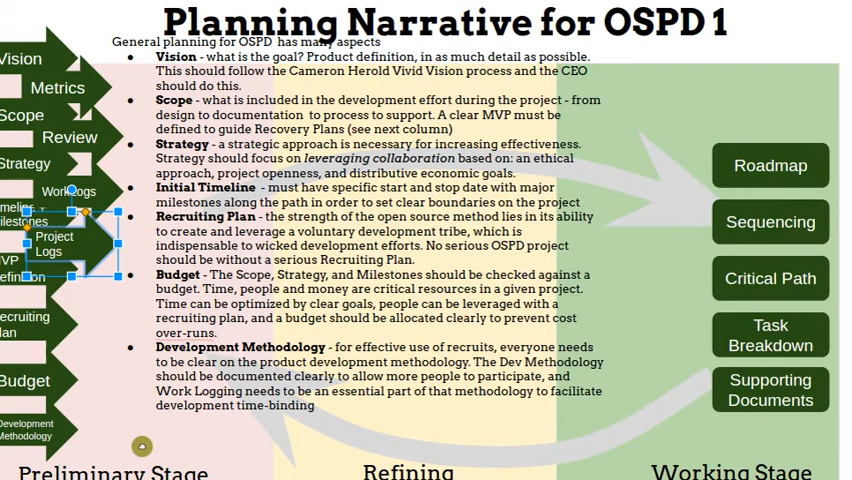 Planning Narrative for OSPD 1
General planning for OSPD has many aspects
Vision - what is the goal? Product definition, in as much detail as possible.
This should follow the Cameron Herold Vivid Vision process and the CEO
should do this.
Scope - what is included in the development effort during the project - from
design to documentation to process to support. A clear MVP must be
defined to guide Recovery Plans (see next column)
Strategy - a strategic approach is necessary for increasing effectiveness.
Strategy should focus on leveraging collaboration based on: an ethical
approach, project openness, and distributive economic goals.
Initial Timeline - must have specific start and stop date with major
milestones along the path in order to set clear boundaries on the project
Recruiting Plan - the strength of the open source method lies in its ability
to create and leverage a voluntary development tribe, which is
indispensable to wicked development efforts. No serious OSPD project
should be without a serious Recruiting Plan.
Budget - The Scope, Strategy, and Milestones should be checked against a
budget. Time, people and money are critical resources in a given project.
Time can be optimized by clear goals, people can be leveraged with a
recruiting plan, and a budget should be allocated clearly to prevent cost
over-runs.
Development Methodology - for effective use of recruits, everyone needs
to be clear on the product development methodology. The Dev Methodology
should be documented clearly to allow more people to participate, and
Work Logging needs to be an essential part of that methodology to facilitate
development time-binding
Vision
Metrics
Scope
Review
Strategy
Work Logs
Project
Logs
Budget
Development
Methodology
Roadmap
Sequencing
Critical Path
Task
Breakdown
Supporting
Documents
Preliminary Stage
Refining
Working Stage